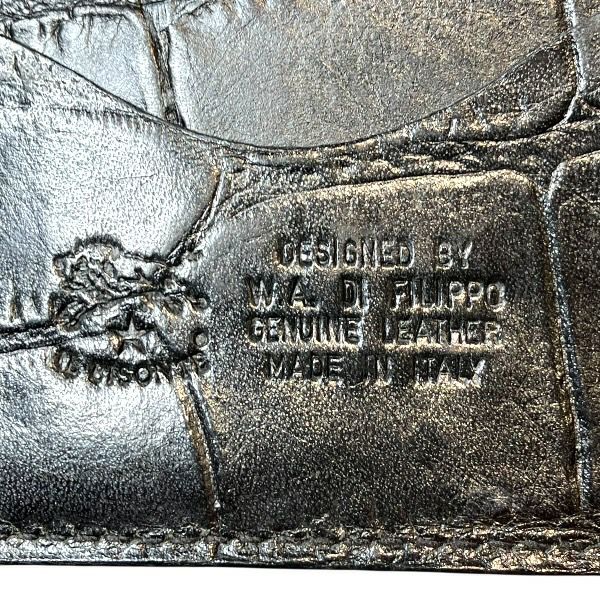 IL BISONTE
DESIGNED BY
W.A. DI FILIPPO
GENUINE LEATHER
MADE IN ITALY